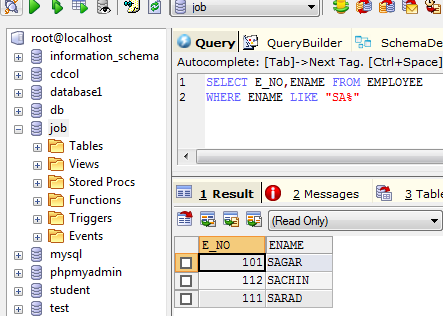 job
root@localhost
information_schema
cdcol
database1
db
job
Tables
Views
Stored Procs
Functions
Triggers
Events
mysql
phpmyadmin
student
test
Query
QueryBuilder
SchemaDe
Autocomplete: [Tab]->Next Tag. [Ctrl+Space]
1 SELECT E_NO,ENAME FROM EMPLOYEE
2 WHERE ENAME LIKE "SA%"
1 Result
2 Messages
3 Table
(Read Only)
E_NO ENAME
101 SAGAR
112 SACHIN
111 SARAD